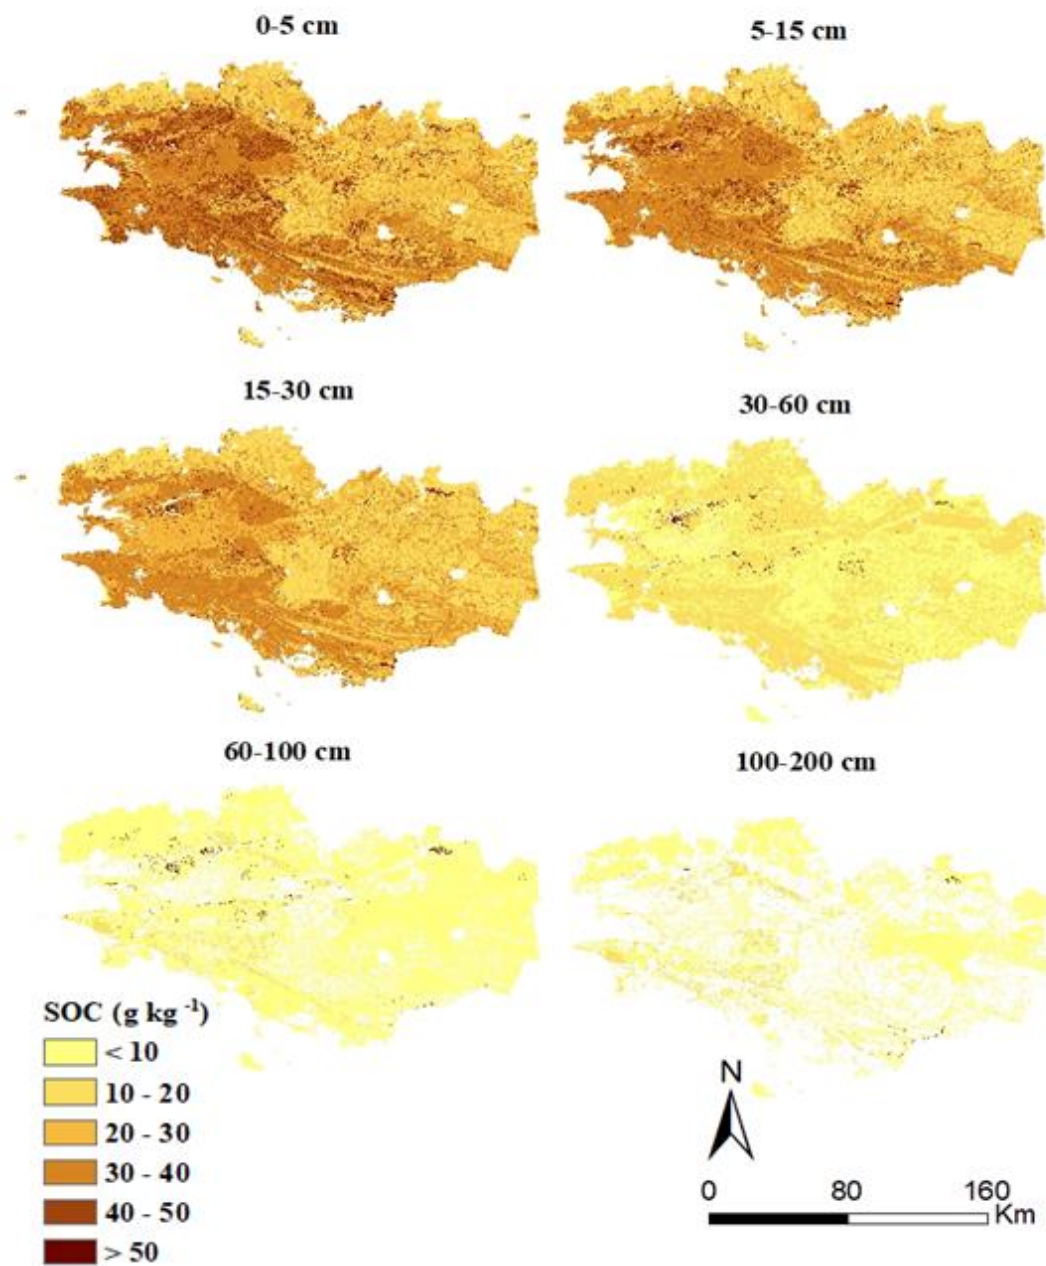 0-5 cm
5-15 cm
15-30 cm
30-60 cm
60-100 cm
100-200 cm
SOC (g kg ⁻¹)
< 10
10 - 20
20 - 30
30 - 40
40 - 50
> 50
N
0 80 160
Km